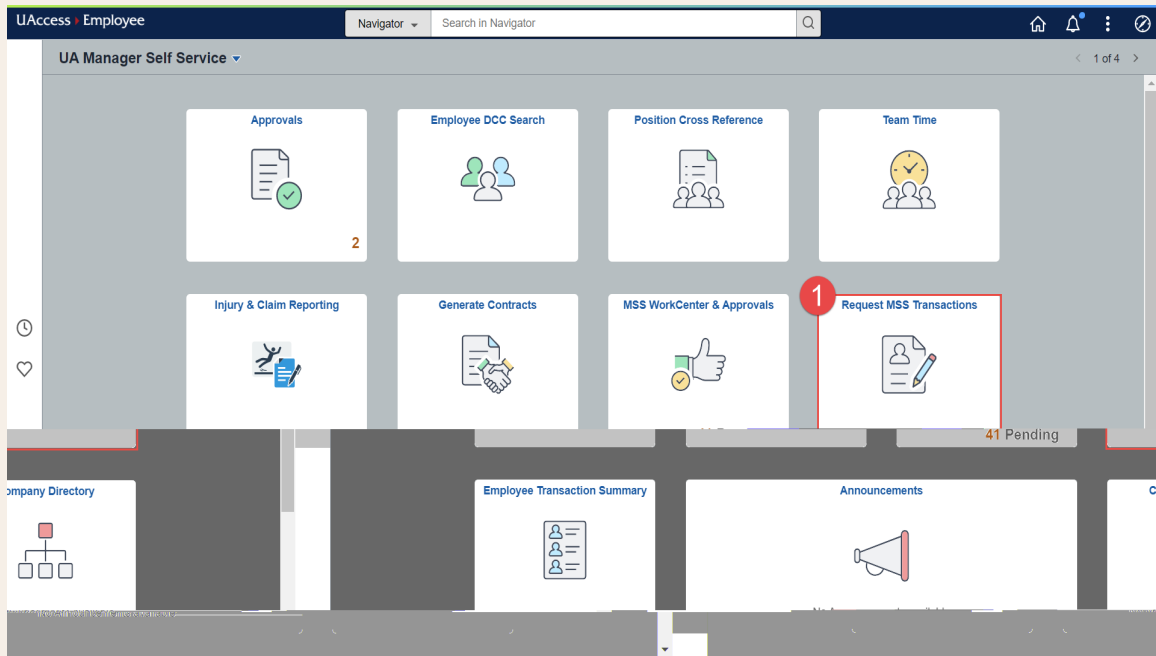 UAccess › Employee
Navigator
Search in Navigator
UA Manager Self Service
1 of 4
Approvals
Employee DCC Search
Position Cross Reference
Team Time
2
Injury & Claim Reporting
Generate Contracts
MSS WorkCenter & Approvals
1
Request MSS Transactions
41 Pending
ompany Directory
Employee Transaction Summary
Announcements
C